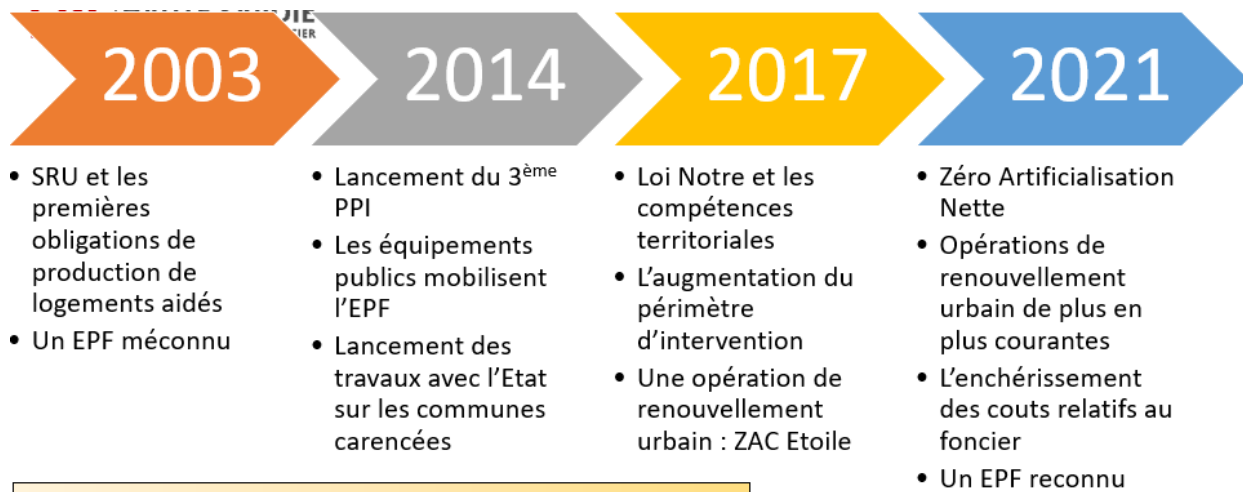 2003
2014
2017
2021
• SRU et les
premières
obligations de
production de
logements aidés
• Un EPF méconnu
• Lancement du 3ème
PPI
• Les équipements
publics mobilisent
l’EPF
• Lancement des
travaux avec l’Etat
sur les communes
carencées
• Loi Notre et les
compétences
territoriales
• L’augmentation du
périmètre
d’intervention
• Une opération de
renouvellement
urbain : ZAC Etoile
• Zéro Artificialisation
Nette
• Opérations de
renouvellement
urbain de plus en
plus courantes
• L’enchérissement
des couts relatifs au
foncier
• Un EPF reconnu